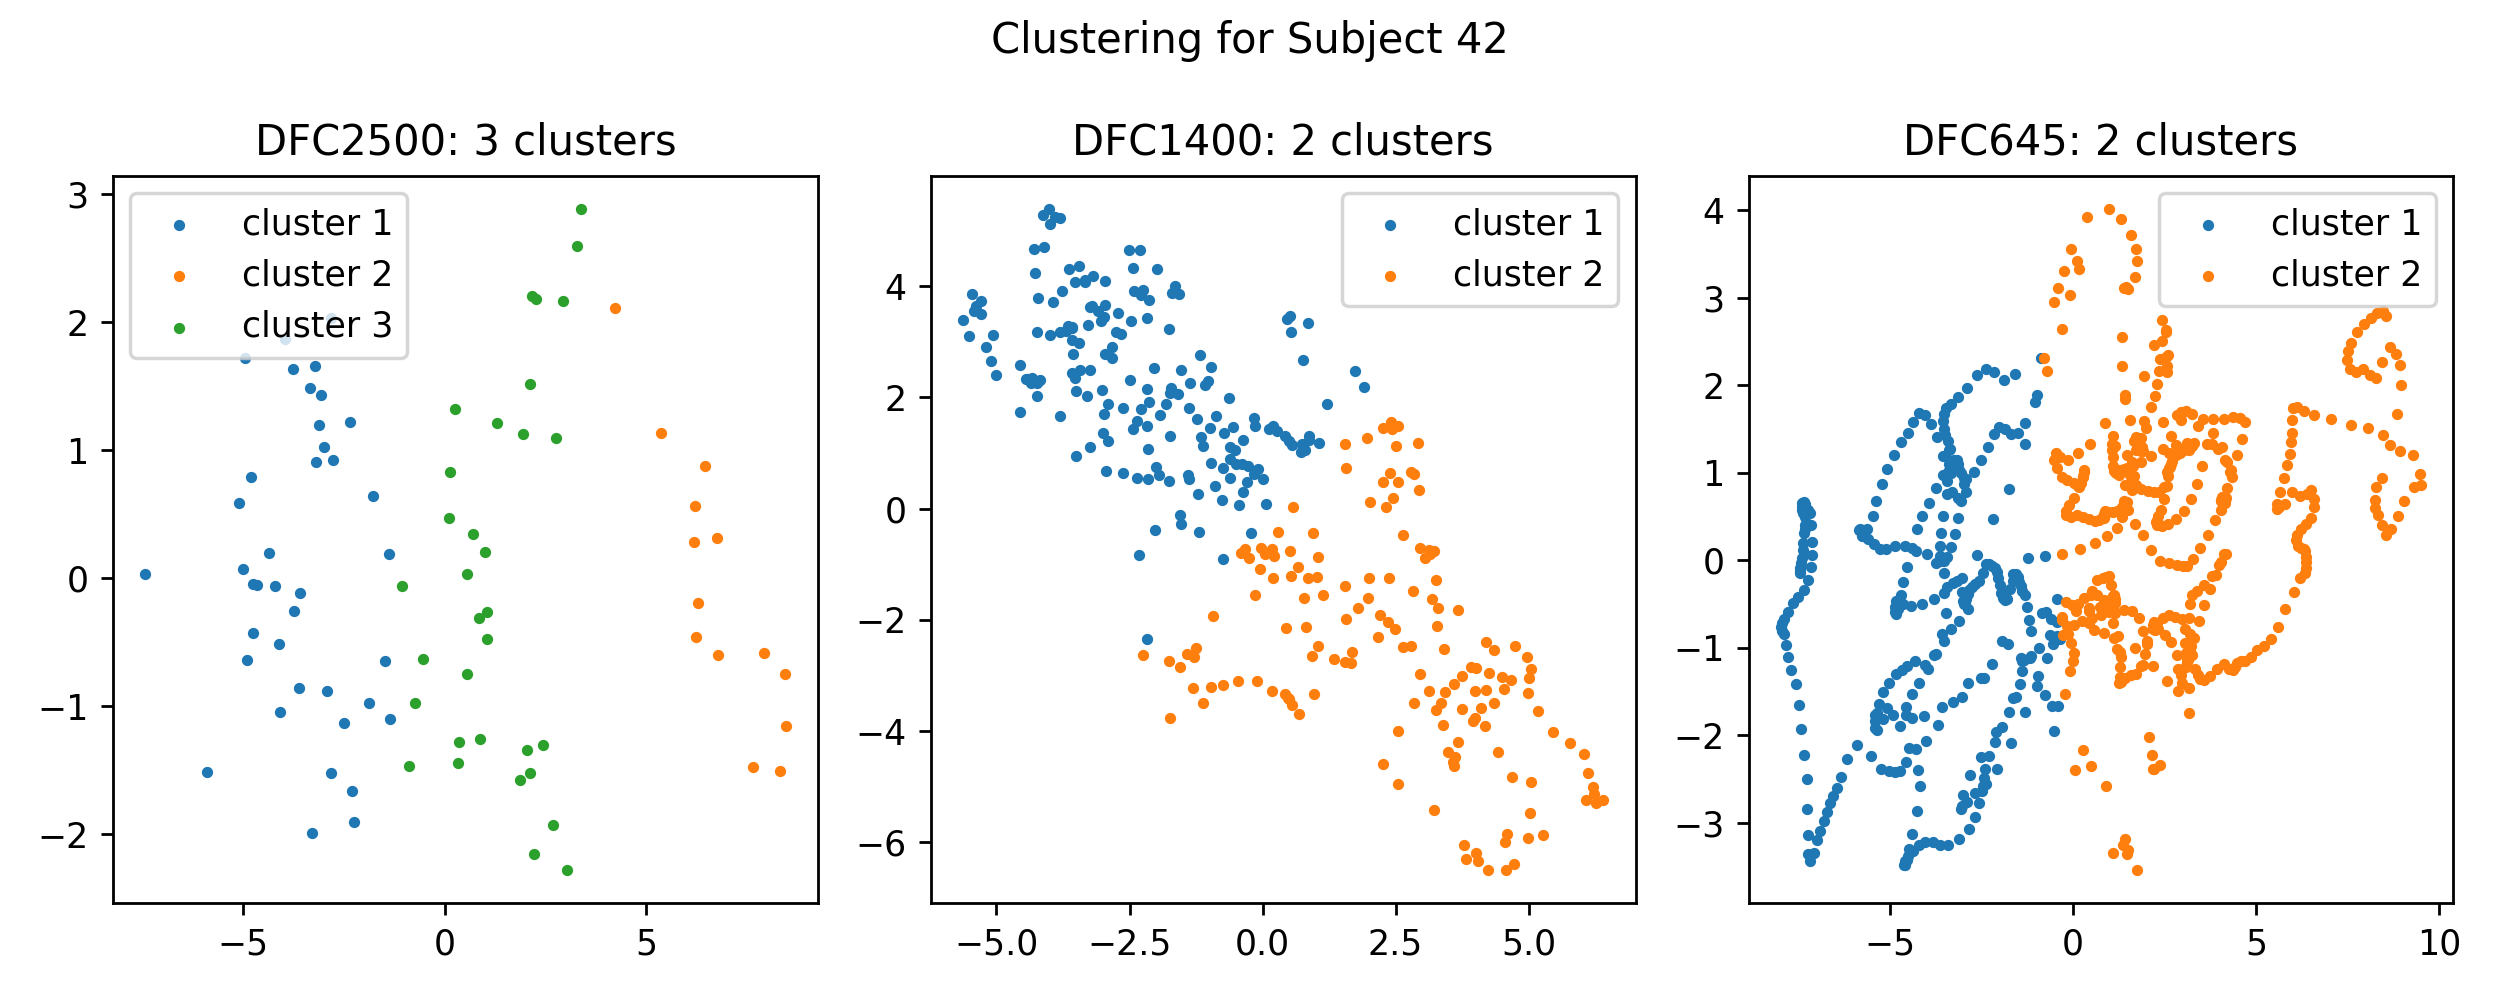 Clustering for Subject 42
DFC2500: 3 clusters
cluster 1
cluster 2
cluster 3
3
2
1
0
−1
−2
−5
0
5
DFC1400: 2 clusters
cluster 1
cluster 2
4
2
0
−2
−4
−6
−5.0
−2.5
0.0
2.5
5.0
DFC645: 2 clusters
cluster 1
cluster 2
4
3
2
1
0
−1
−2
−3
−5
0
5
10